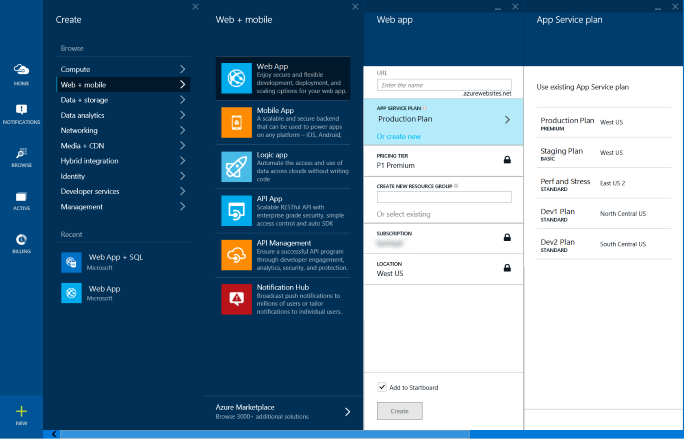 HOME
NOTIFICATIONS
BROWSE
ACTIVE
BILLING
NEW
Create
Browse
Compute
Web + mobile
Data + storage
Data analytics
Networking
Media + CDN
Hybrid integration
Identity
Developer services
Management
Recent
Web App + SQL
Microsoft
Web App
Microsoft
Web + mobile
Web App
Enjoy secure and flexible
development, deployment, and
scaling options for your web app.
Mobile App
A scalable and secure backend
that can be used to power apps
on any platform – iOS, Android,
Logic app
Automate the access and use of
data across clouds without writing
code
API App
Scalable RESTful API with
enterprise grade security, simple
access control and auto SDK
API Management
Ensure a successful API program
through developer engagement,
analytics, security, and protection.
Notification Hub
Broadcast push notifications to
millions of users or tailor
notifications to individual users.
Azure Marketplace
Browse 3000+ additional solutions
Web app
URL
Enter the name
.azurewebsites.net
APP SERVICE PLAN
Production Plan
Or create new
PRICING TIER
P1 Premium
CREATE NEW RESOURCE GROUP
Or select existing
SUBSCRIPTION
LOCATION
West US
Add to Startboard
Create
App Service plan
Use existing App Service plan
Production Plan West US
PREMIUM
Staging Plan West US
BASIC
Perf and Stress East US 2
STANDARD
Dev1 Plan North Central US
STANDARD
Dev2 Plan South Central US
STANDARD